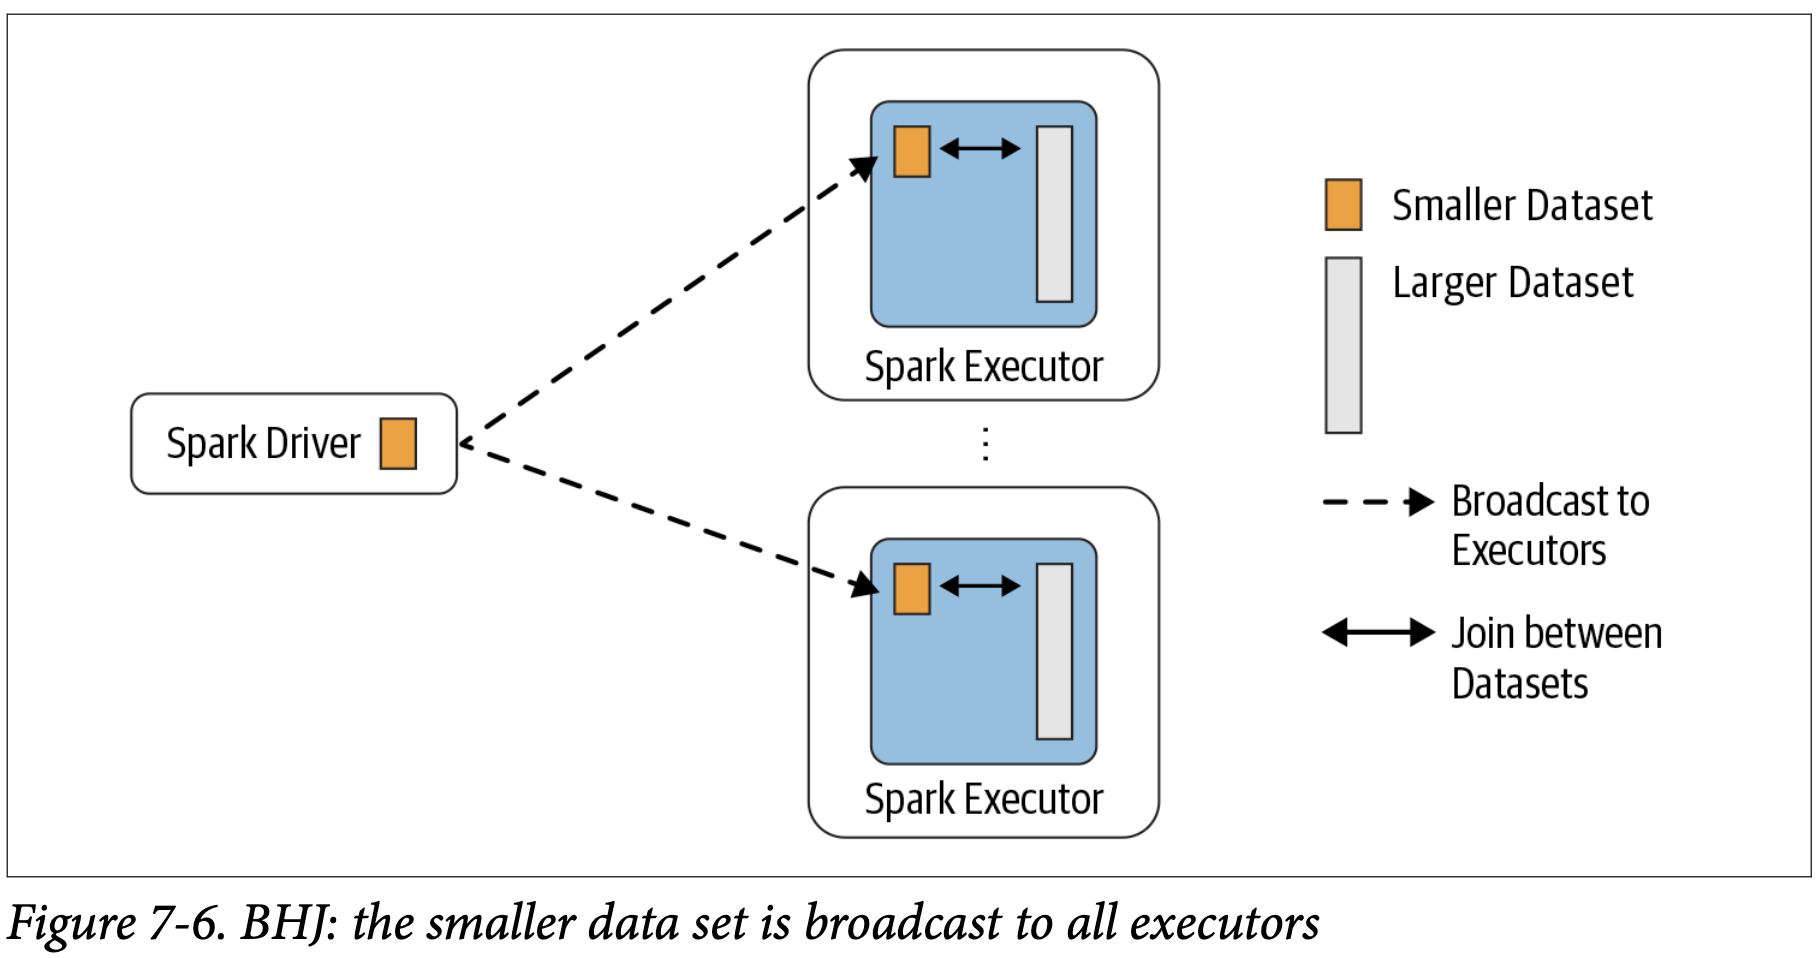 Spark Driver
Spark Executor
⋮
Spark Executor
Smaller Dataset
Larger Dataset
Broadcast to
Executors
Join between
Datasets
Figure 7-6. BHJ: the smaller data set is broadcast to all executors